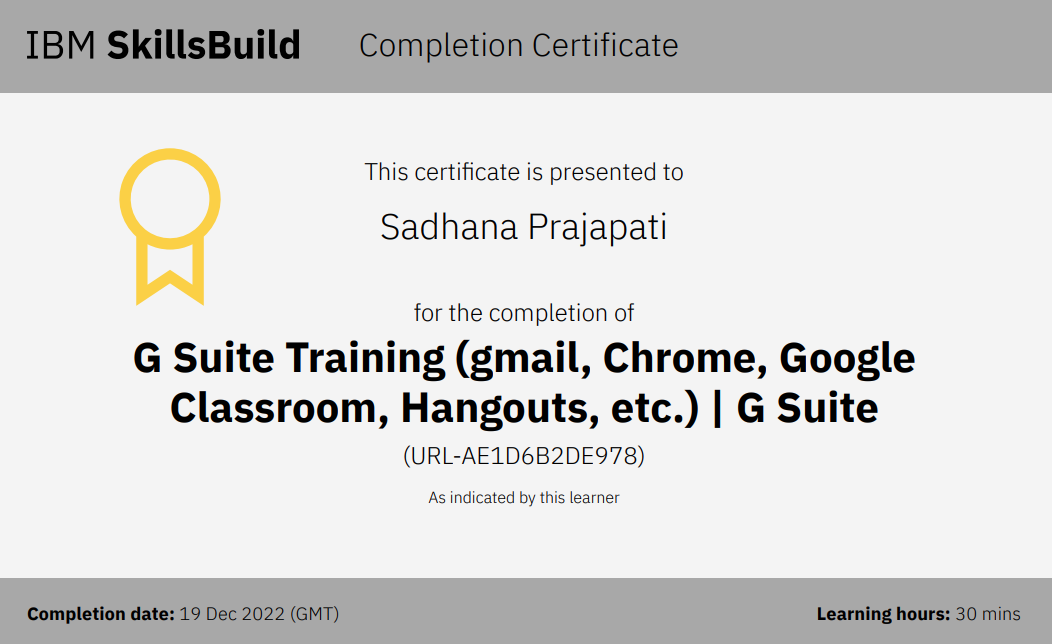 IBM SkillsBuild Completion Certificate
This certificate is presented to
Sadhana Prajapati
for the completion of
G Suite Training (gmail, Chrome, Google
Classroom, Hangouts, etc.) | G Suite
(URL-AE1D6B2DE978)
As indicated by this learner
Completion date: 19 Dec 2022 (GMT) Learning hours: 30 mins